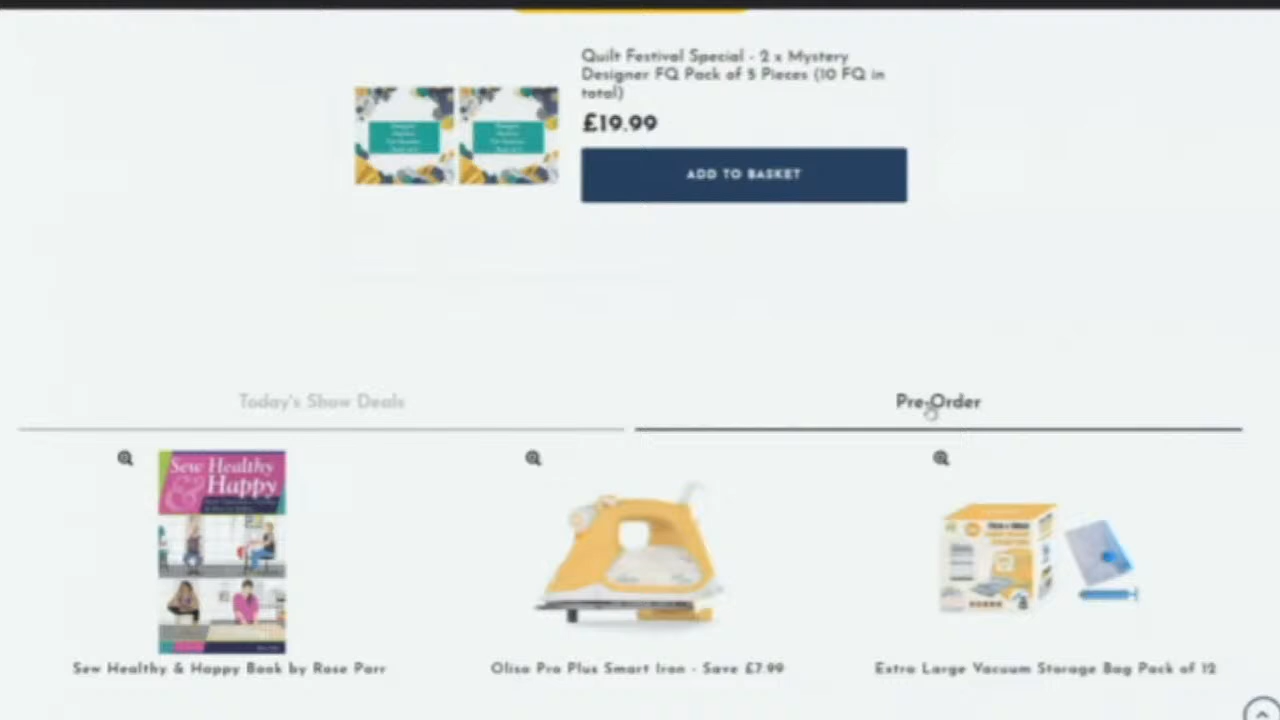 Quilt Festival Special - 2 x Mystery
Designer FQ Pack of 5 Pieces (10 FQ in
total)
£19.99
ADD TO BASKET
Today's Show Deals
Pre-Order
Sew Healthy
& Happy
Sew Healthy & Happy Book by Rose Parr
Oliso Pro Plus Smart Iron - Save £7.99
Extra Large Vacuum Storage Bag Pack of 12